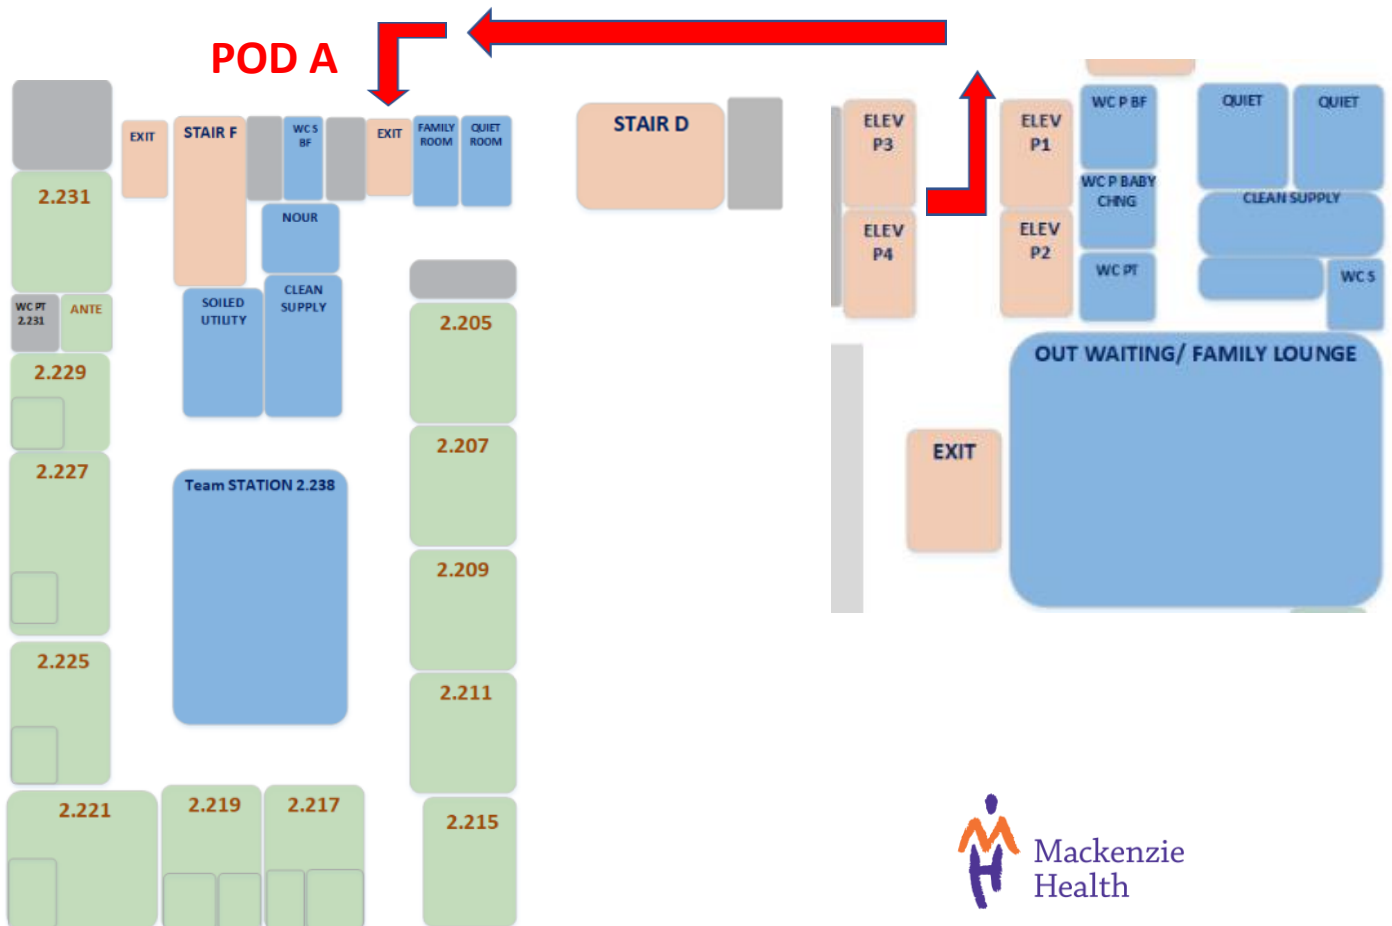 POD A
EXIT
STAIR F
WC S
BF
EXIT
FAMILY
ROOM
QUIET
ROOM
STAIR D
ELEV
P3
ELEV
P1
WC P BF
QUIET
QUIET
2.231
NOUR
ELEV
P4
ELEV
P2
WC P BABY
CHNG
CLEAN SUPPLY
WC PT
WC S
WC PT
2.231
ANTE
SOILED
UTILITY
CLEAN
SUPPLY
2.205
OUT WAITING/ FAMILY LOUNGE
2.229
2.207
EXIT
2.227
Team STATION 2.238
2.209
2.225
2.211
2.221
2.219
2.217
2.215
Mackenzie
Health